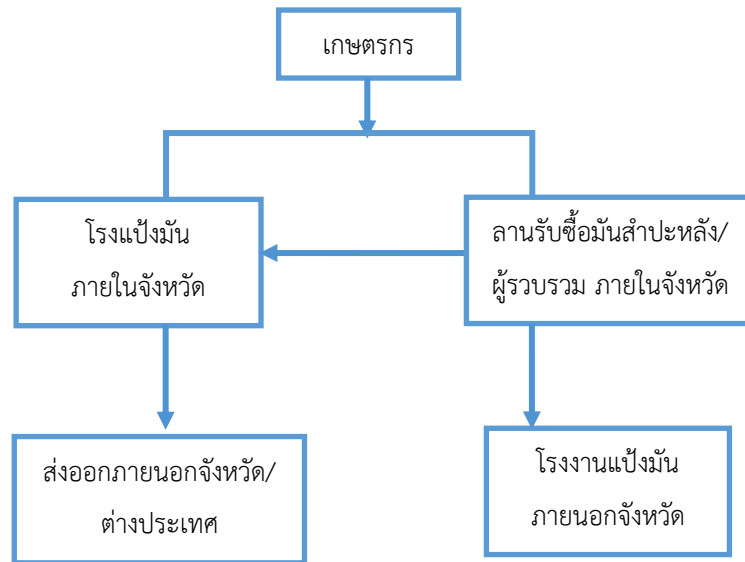 เกษตรกร
โรงแป้งมัน
ภายในจังหวัด
ลานรับซื้อมันสำปะหลัง/
ผู้รวบรวม ภายในจังหวัด
ส่งออกภายนอกจังหวัด/
ต่างประเทศ
โรงงานแป้งมัน
ภายนอกจังหวัด